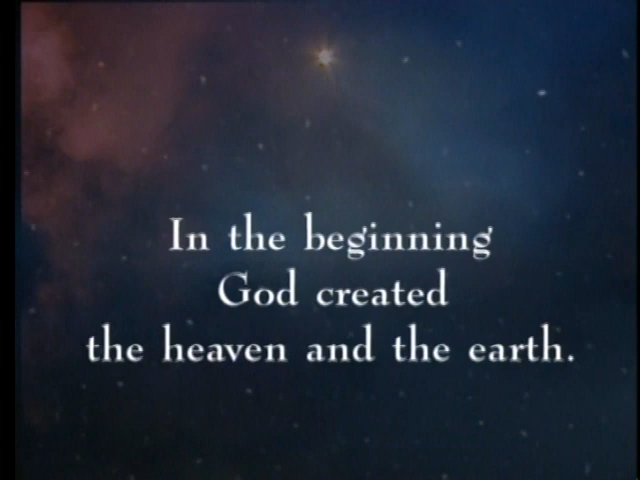 In the beginning
God created
the heaven and the earth.